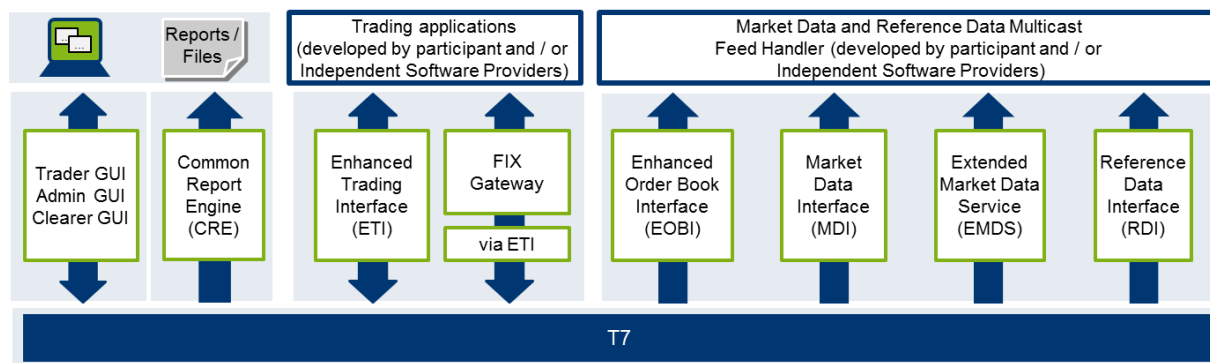 Reports /
Files
Trading applications
(developed by participant and / or
Independent Software Providers)
Market Data and Reference Data Multicast
Feed Handler (developed by participant and / or
Independent Software Providers)
Trader GUI
Admin GUI
Clearer GUI
Common
Report
Engine
(CRE)
Enhanced
Trading
Interface
(ETI)
FIX
Gateway
via ETI
Enhanced
Order Book
Interface
(EOBI)
Market
Data
Interface
(MDI)
Extended
Market Data
Service
(EMDS)
Reference
Data
Interface
(RDI)
T7